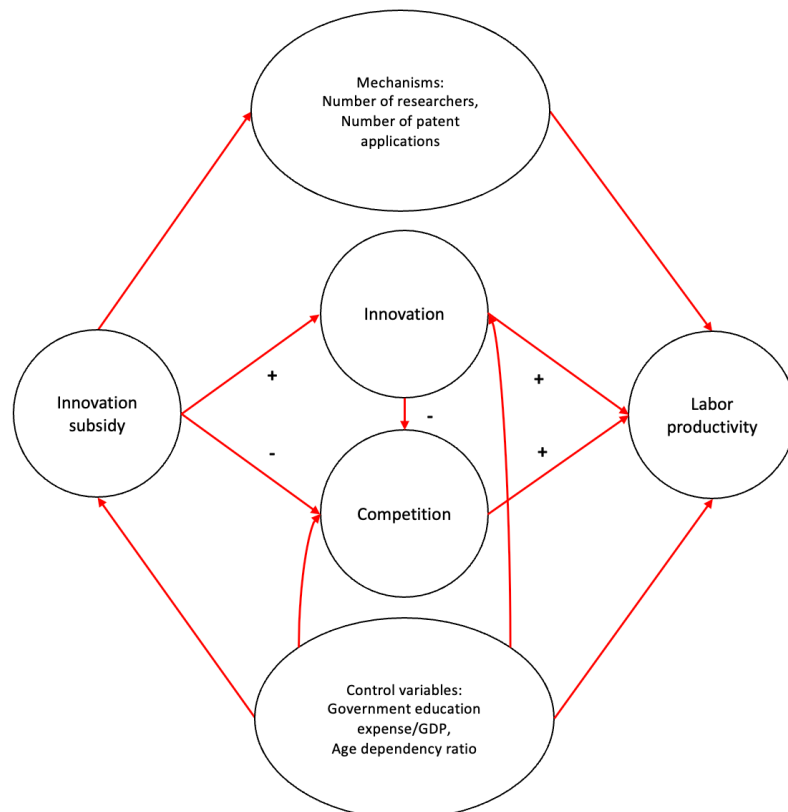 Mechanisms:
Number of researchers,
Number of patent
applications
Innovation
+
+
Innovation
subsidy
-
Labor
productivity
-
+
Competition
Control variables:
Government education
expense/GDP,
Age dependency ratio